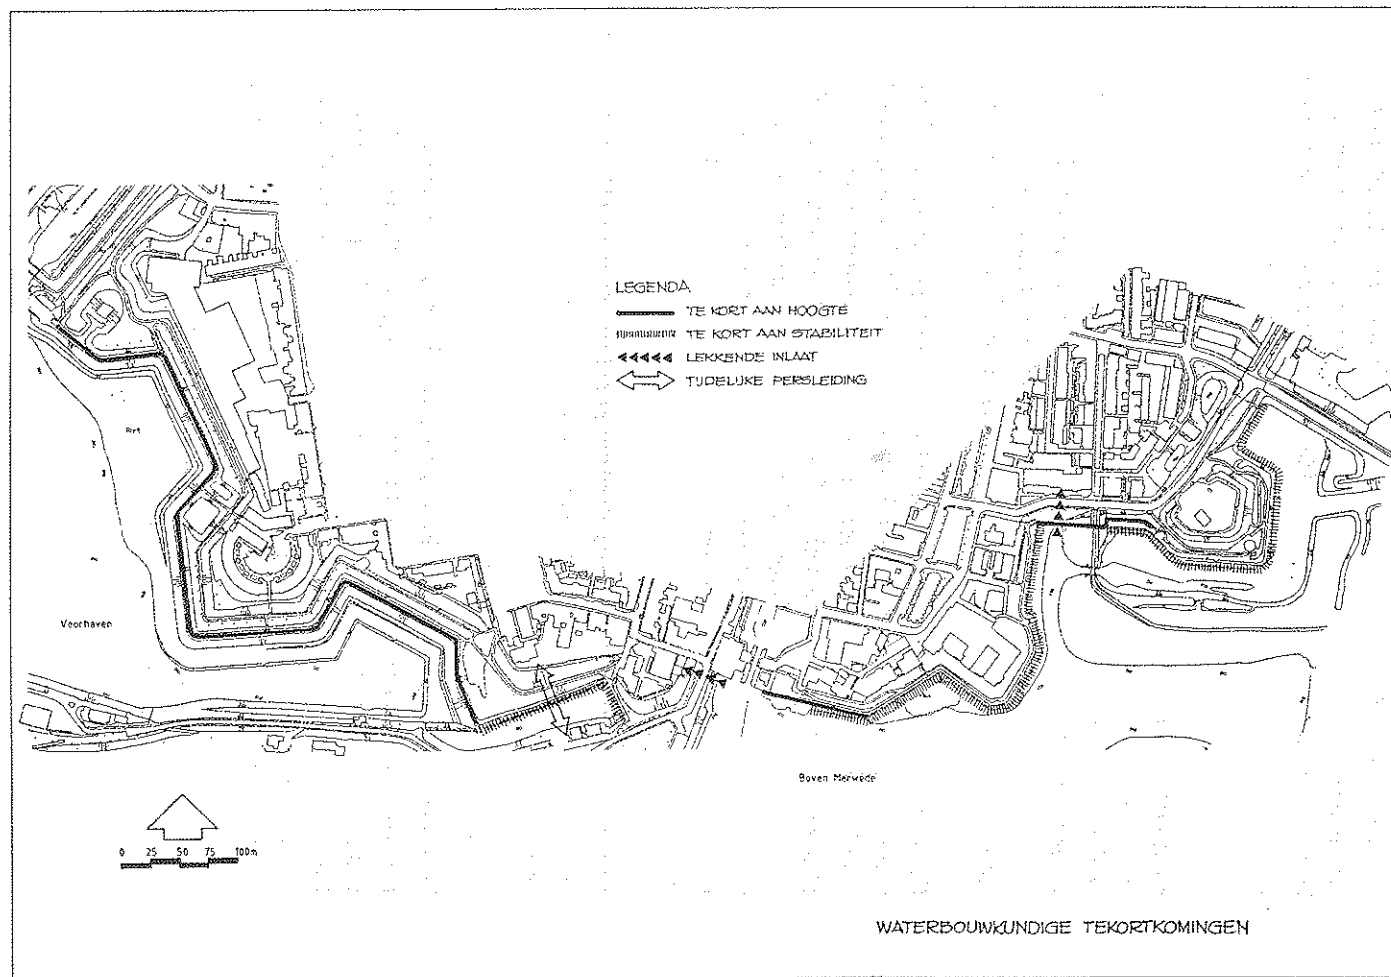 LEGENDA
TE KORT AAN HOOGTE
TE KORT AAN STABILITEIT
LEKKENDE INLAAT
TIJDELIJKE PERSLEIDING
Voorhaven
Boven Merwede
0 25 50 75 100m
WATERBOUWKUNDIGE TEKORTKOMINGEN